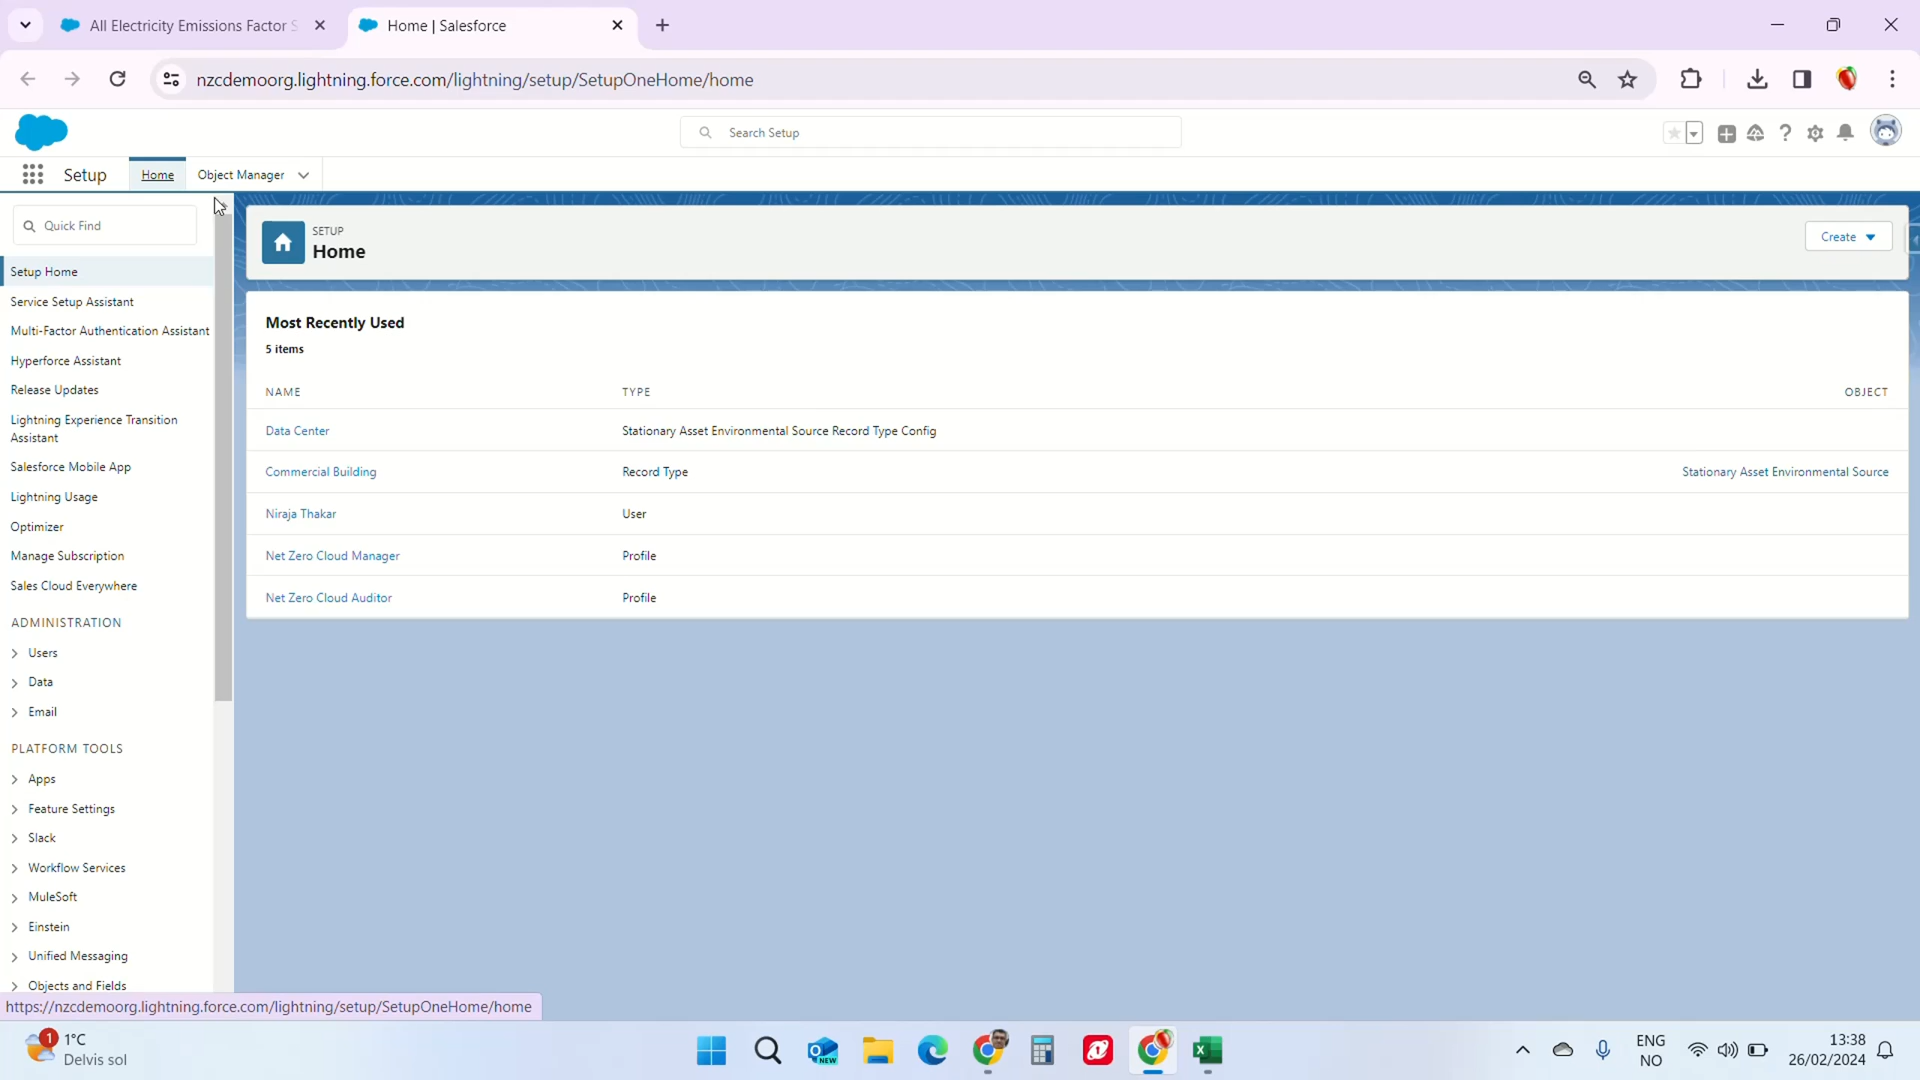 All Electricity Emissions Factor S
Home | Salesforce
nzcdemoorg.lightning.force.com/lightning/setup/SetupOneHome/home
Search Setup
Setup
Home
Object Manager
Quick Find
Setup Home
Service Setup Assistant
Multi-Factor Authentication Assistant
Hyperforce Assistant
Release Updates
Lightning Experience Transition
Assistant
Salesforce Mobile App
Lightning Usage
Optimizer
Manage Subscription
Sales Cloud Everywhere
ADMINISTRATION
Users
Data
Email
PLATFORM TOOLS
Apps
Feature Settings
Slack
Workflow Services
MuleSoft
Einstein
Unified Messaging
Objects and Fields
SETUP
Home
Create
Most Recently Used
5 items
NAME TYPE OBJECT
Data Center Stationary Asset Environmental Source Record Type Config
Commercial Building Record Type Stationary Asset Environmental Source
Niraja Thakar User
Net Zero Cloud Manager Profile
Net Zero Cloud Auditor Profile
https://nzcdemoorg.lightning.force.com/lightning/setup/SetupOneHome/home
1
1°C
Delvis sol
NEW
ENG
NO
13:38
26/02/2024